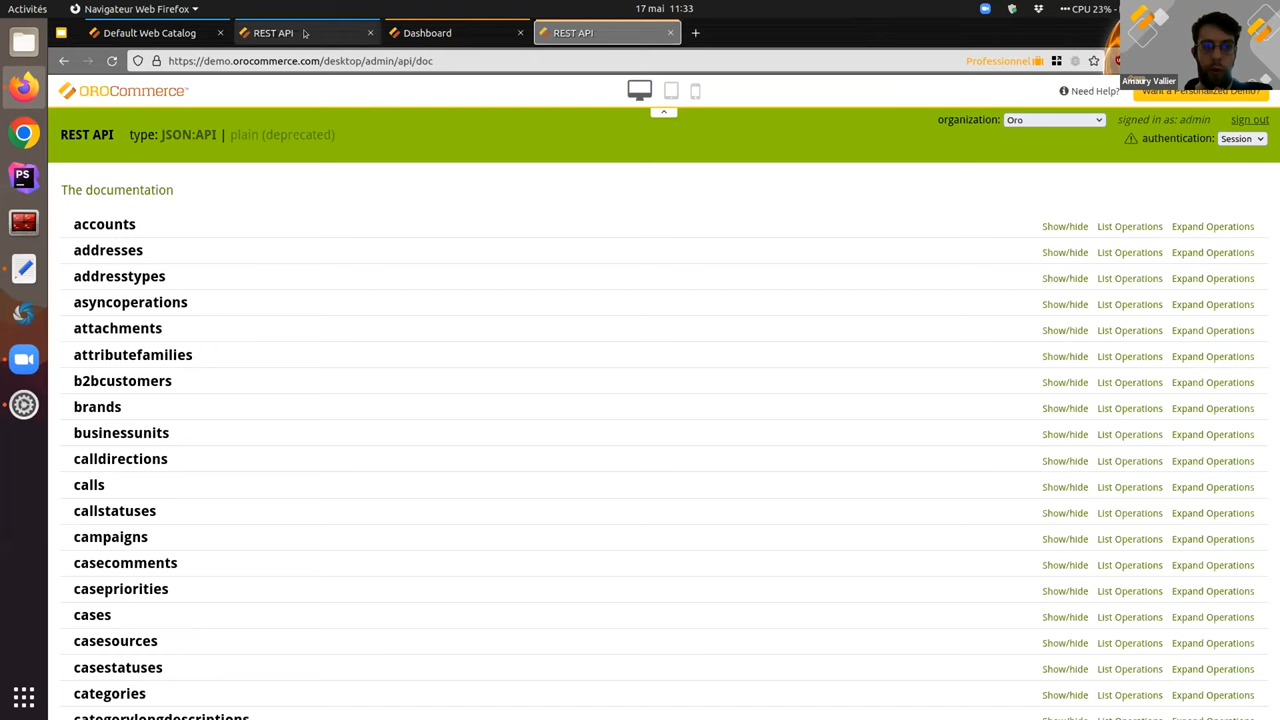 Activités
Navigateur Web Firefox
17 mai 11:33
CPU 23%
Default Web Catalog
REST API
Dashboard
REST API
https://demo.orocommerce.com/desktop/admin/api/doc
Professionnel
Amaury Vallier
OROCommerce
Need Help?
Want a Personalized Demo?
REST API type: JSON:API | plain (deprecated)
organization: Oro signed in as: admin sign out
authentication: Session
The documentation
accounts Show/hide List Operations Expand Operations
addresses Show/hide List Operations Expand Operations
addresstypes Show/hide List Operations Expand Operations
asyncoperations Show/hide List Operations Expand Operations
attachments Show/hide List Operations Expand Operations
attributefamilies Show/hide List Operations Expand Operations
b2bcustomers Show/hide List Operations Expand Operations
brands Show/hide List Operations Expand Operations
businessunits Show/hide List Operations Expand Operations
calldirections Show/hide List Operations Expand Operations
calls Show/hide List Operations Expand Operations
callstatuses Show/hide List Operations Expand Operations
campaigns Show/hide List Operations Expand Operations
casecomments Show/hide List Operations Expand Operations
casepriorities Show/hide List Operations Expand Operations
cases Show/hide List Operations Expand Operations
casesources Show/hide List Operations Expand Operations
casestatuses Show/hide List Operations Expand Operations
categories Show/hide List Operations Expand Operations
categorylongdescriptions
PS